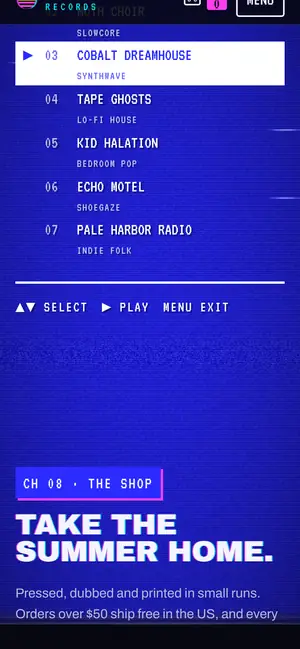 RECORDS
0
MENU
CHOIR
SLOWCORE
▶ 03 COBALT DREAMHOUSE
SYNTHWAVE
04 TAPE GHOSTS
LO-FI HOUSE
05 KID HALATION
BEDROOM POP
06 ECHO MOTEL
SHOEGAZE
07 PALE HARBOR RADIO
INDIE FOLK
▲▼ SELECT ▶ PLAY MENU EXIT
CH 08 · THE SHOP
TAKE THE
SUMMER HOME.
Pressed, dubbed and printed in small runs.
Orders over $50 ship free in the US, and every